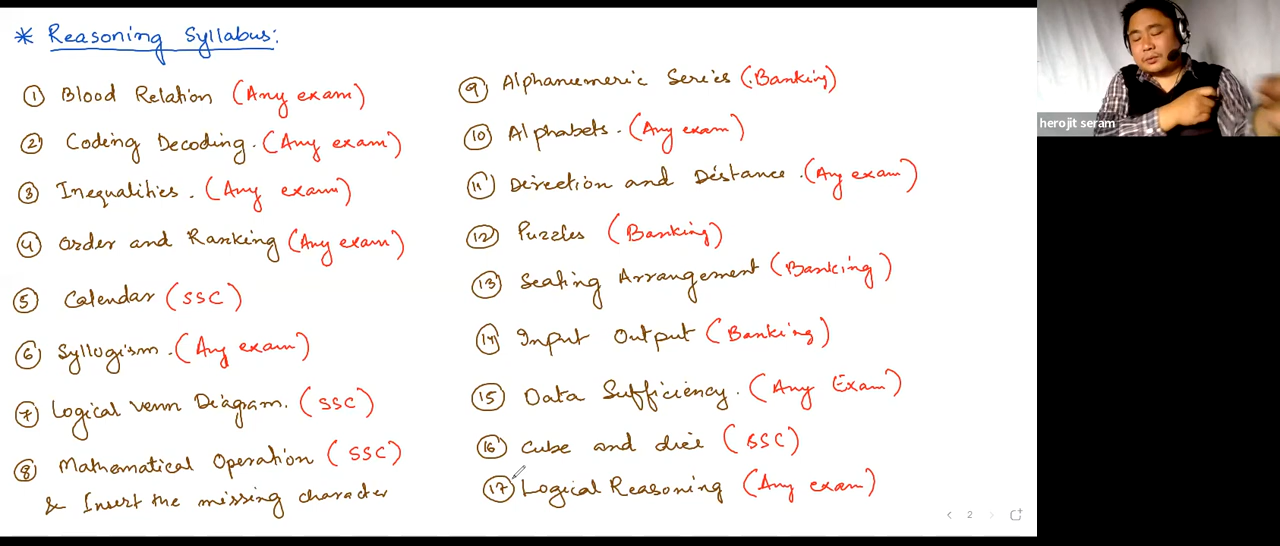 * Reasoning Syllabus:
1 Blood Relation (Any exam)
2 Coding Decoding. (Any exam)
3 Inequalities. (Any exam)
4 Order and Ranking (Any exam)
5 Calendar (SSC)
6 Syllogism. (Any exam)
7 Logical Venn Diagram. (SSC)
8 Mathematical Operation (SSC)
& Insert the missing character
9 Alphanumeric Series (Banking)
10 Alphabets. (Any exam)
11 Direction and Distance. (Any exam)
12 Puzzles (Banking)
13 Seating Arrangement (Banking)
14 Input Output (Banking)
15 Data Sufficiency. (Any Exam)
16 Cube and dice (SSC)
17 Logical Reasoning (Any exam)
herojit seram
2